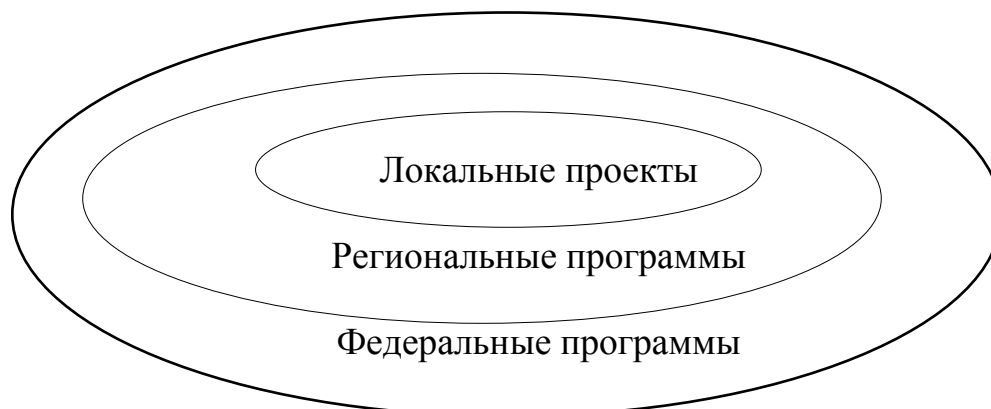 Локальные проекты
Региональные программы
Федеральные программы